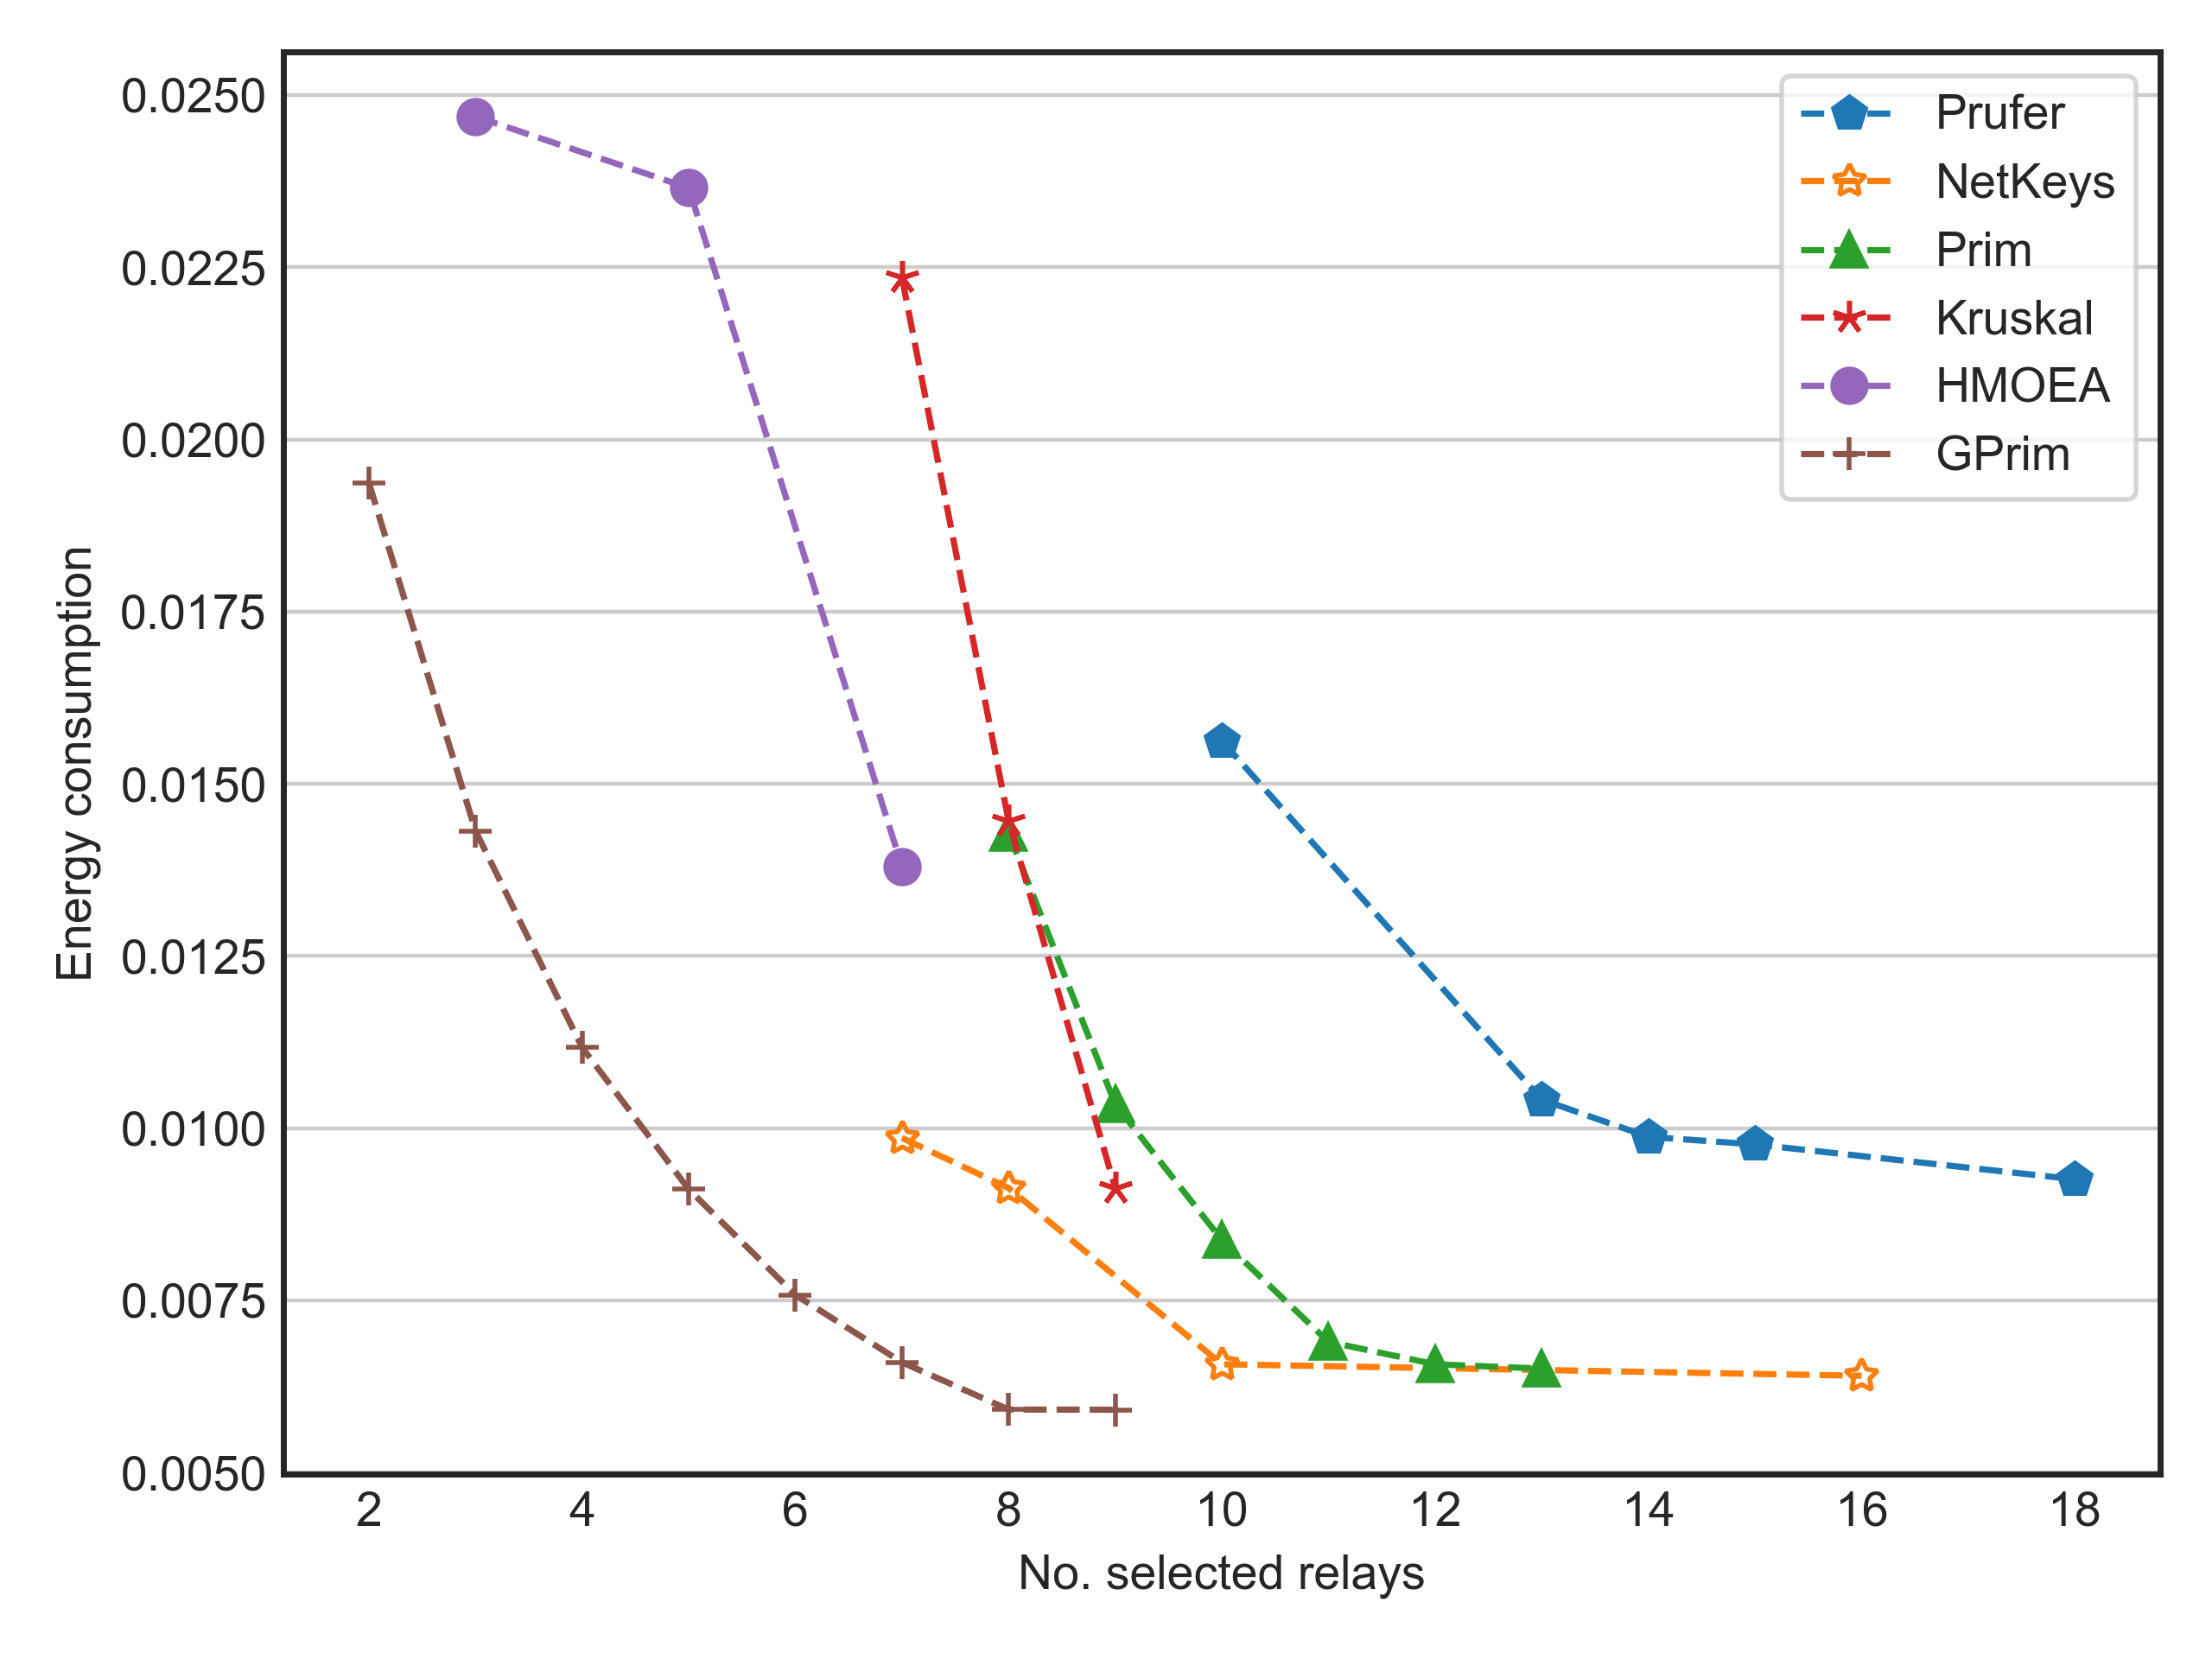 Energy consumption
0.0250
0.0225
0.0200
0.0175
0.0150
0.0125
0.0100
0.0075
0.0050
2 4 6 8 10 12 14 16 18
No. selected relays
Prufer
NetKeys
Prim
Kruskal
HMOEA
GPrim